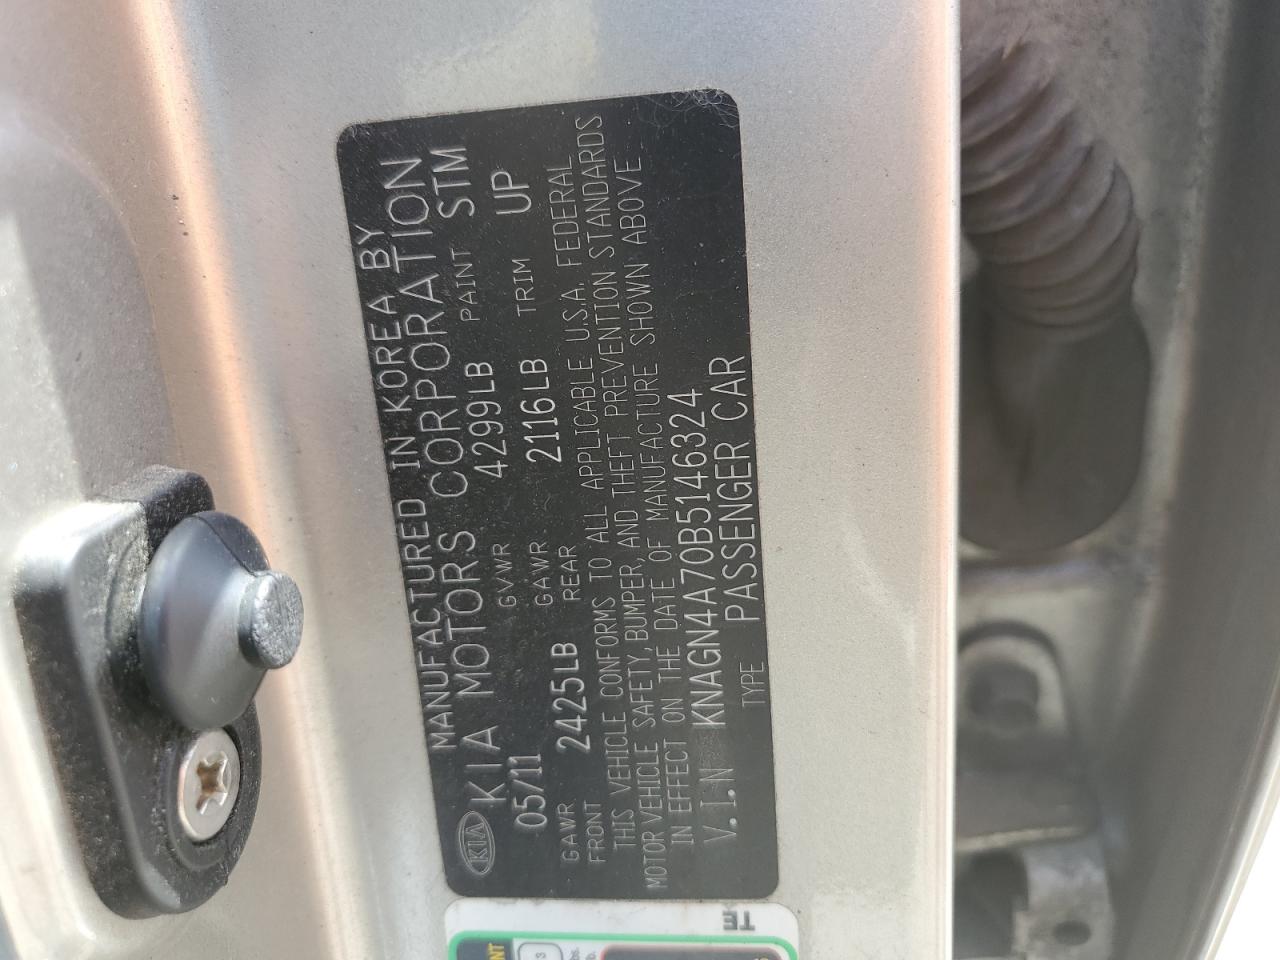 MANUFACTURED IN KOREA BY
KIA KIA MOTORS CORPORATION
05/11 GVWR 4299LB PAINT STM
GAWR FRONT 2425LB GAWR REAR 2116LB TRIM UP
THIS VEHICLE CONFORMS TO ALL APPLICABLE U.S.A. FEDERAL
MOTOR VEHICLE SAFETY, BUMPER, AND THEFT PREVENTION STANDARDS
IN EFFECT ON THE DATE OF MANUFACTURE SHOWN ABOVE
V.I.N KNAGN4A70B5146324
TYPE PASSENGER CAR
TE